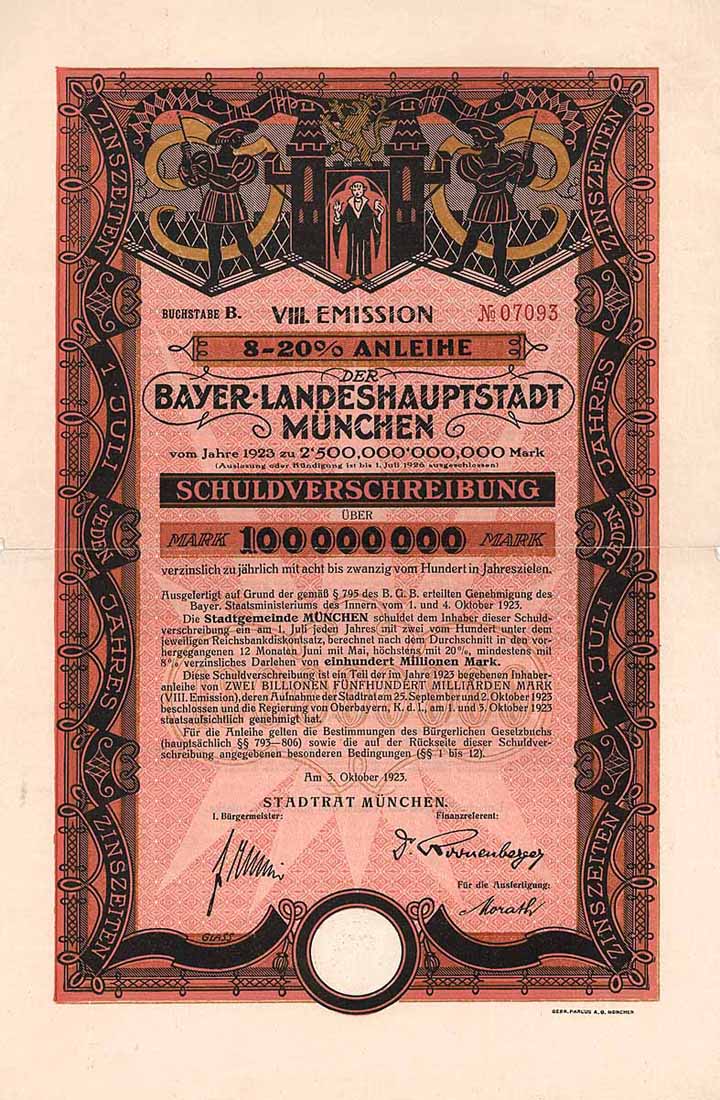 BUCHSTABE B. VIII. EMISSION № 07093
8-20% ANLEIHE
DER
BAYER·LANDESHAUPTSTADT
MÜNCHEN
vom Jahre 1923 zu 2'500,000'000,000 Mark
(Auslosung oder Kündigung ist bis 1. Juli 1926 ausgeschlossen)
SCHULDVERSCHREIBUNG
ÜBER
MARK 100 000 000 MARK
verzinslich zu jährlich mit acht bis zwanzig vom Hundert in Jahreszielen.
Ausgefertigt auf Grund der gemäß § 795 des B. G. B. erteilten Genehmigung des
Bayer. Staatsministeriums des Innern vom 1. und 4. Oktober 1923.
Die Stadtgemeinde MÜNCHEN schuldet dem Inhaber dieser Schuld-
verschreibung ein am 1. Juli jeden Jahres mit zwei vom Hundert unter dem
jeweiligen Reichsbankdiskontsatz, berechnet nach dem Durchschnitt in den vor-
hergegangenen 12 Monaten Juni mit Mai, höchstens mit 20%, mindestens mit
8% verzinsliches Darlehen von einhundert Millionen Mark.
Diese Schuldverschreibung ist ein Teil der im Jahre 1923 begebenen Inhaber-
anleihe von ZWEI BILLIONEN FÜNFHUNDERT MILLIARDEN MARK
(VIII. Emission), deren Aufnahme der Stadtrat am 25. September und 2. Oktober 1923
beschlossen und die Regierung von Oberbayern, K. d. I., am 1. und 3. Oktober 1923
staatsaufsichtlich genehmigt hat.
Für die Anleihe gelten die Bestimmungen des Bürgerlichen Gesetzbuchs
(hauptsächlich §§ 793—806) sowie die auf der Rückseite dieser Schuldver-
schreibung angegebenen besonderen Bedingungen (§§ 1 bis 12).
Am 3. Oktober 1923.
STADTRAT MÜNCHEN.
I. Bürgermeister: Finanzreferent:
Für die Ausfertigung:
Morath
GLASS
ZINSZEITEN
1 JULI
JEDEN
JAHRES
ZINSZEITEN
ZINSZEITEN
1 JULI
JEDEN
JAHRES
ZINSZEITEN
GEBR. PARCUS A. G. MÜNCHEN